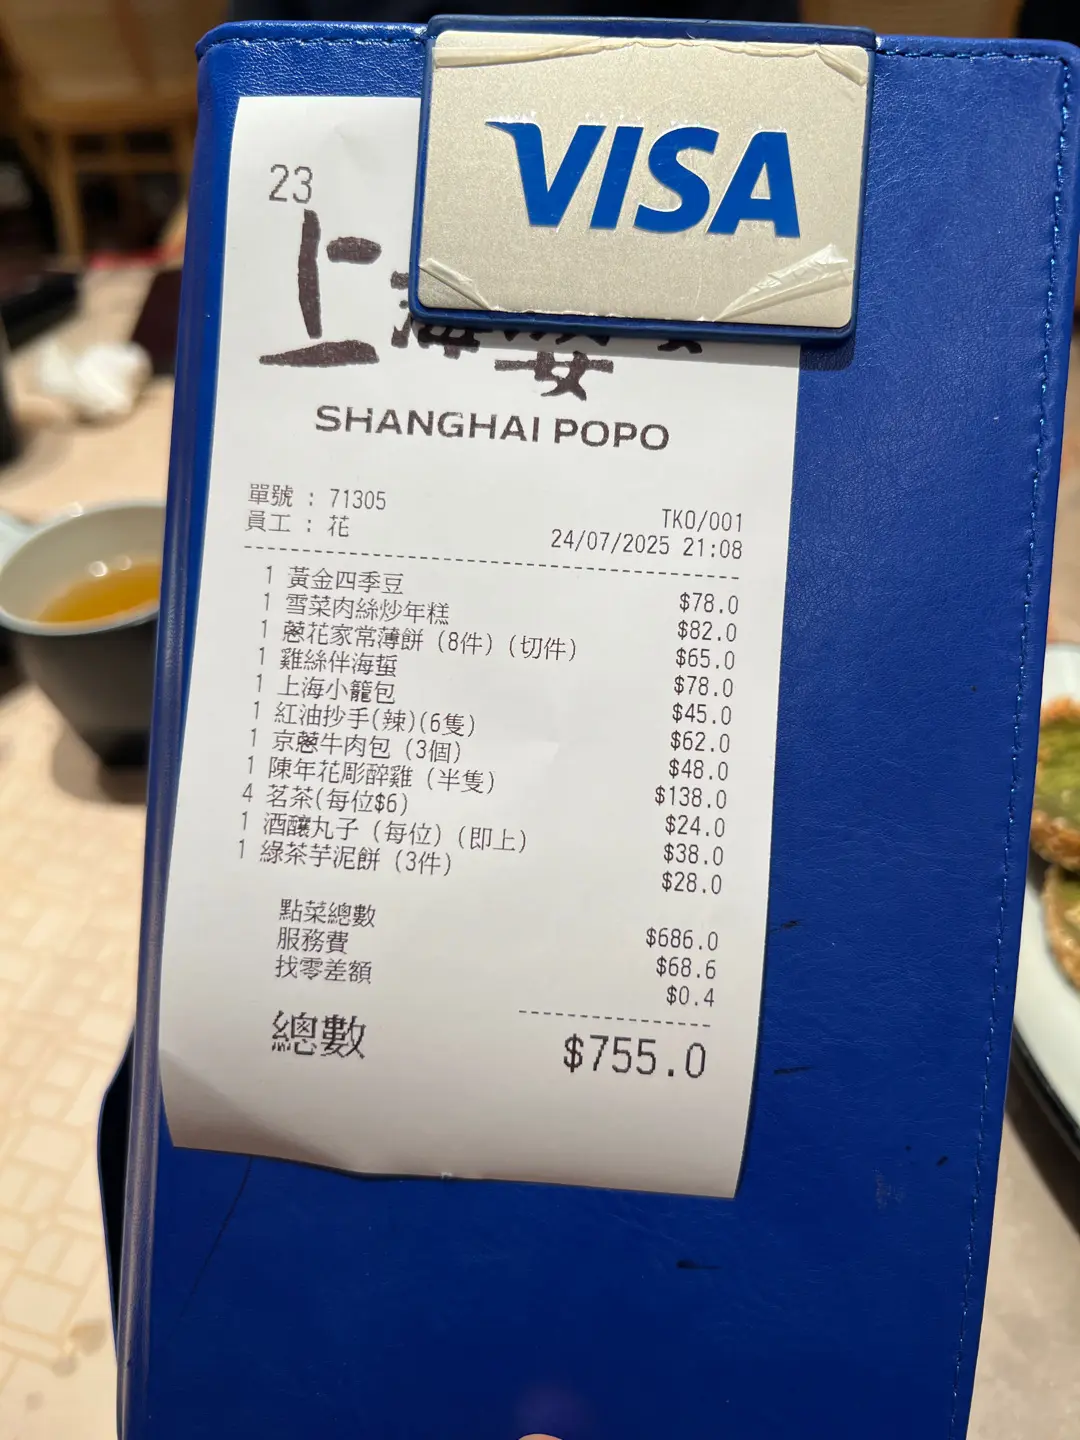 VISA
23
上海婆婆
SHANGHAI POPO
單號 : 71305
TKO/001
員工 : 花
24/07/2025 21:08
1 黃金四季豆 $78.0
1 雪菜肉絲炒年糕 $82.0
1 蔥花家常薄餅 (8件) (切件) $65.0
1 雞絲伴海蜇 $78.0
1 上海小籠包 $45.0
1 紅油抄手(辣)(6隻) $62.0
1 京蔥牛肉包 (3個) $48.0
1 陳年花彫醉雞 (半隻) $138.0
4 茗茶(每位$6) $24.0
1 酒釀丸子 (每位) (即上) $38.0
1 綠茶芋泥餅 (3件) $28.0
點菜總數 $686.0
服務費 $68.6
找零差額 $0.4
總數 $755.0